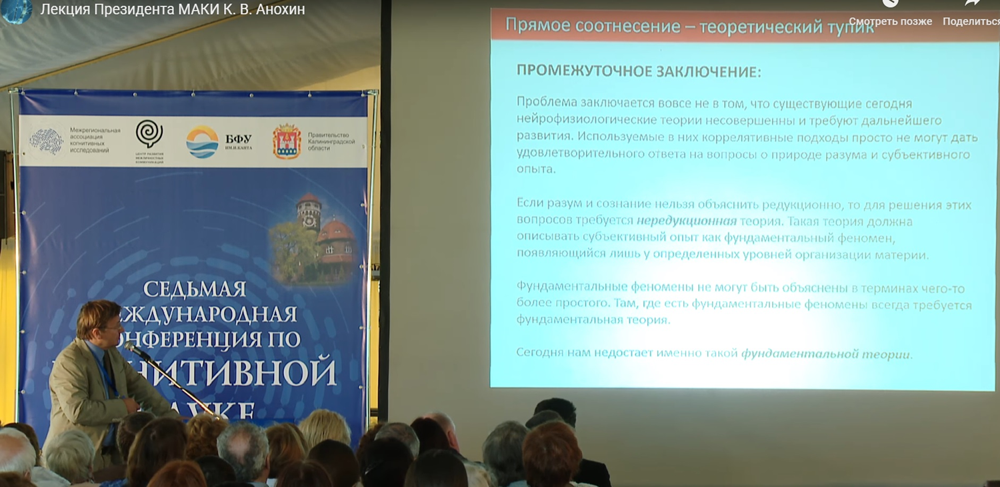 Лекция Президента МАКИ К. В. Анохин
Смотреть позже
Поделиться
Межрегиональная
ассоциация
когнитивных
исследований
ЦЕНТР РАЗВИТИЯ
МЕЖЛИЧНОСТНЫХ
КОММУНИКАЦИЙ
БФУ
ИМ.И.КАНТА
Правительство
Калининградской
области
СЕДЬМАЯ
ЖДУНАРОДНАЯ
ОНФЕРЕНЦИЯ ПО
НИТИВНОЙ
АУКЕ
Прямое соотнесение – теоретический тупик
ПРОМЕЖУТОЧНОЕ ЗАКЛЮЧЕНИЕ:
Проблема заключается вовсе не в том, что существующие сегодня
нейрофизиологические теории несовершенны и требуют дальнейшего
развития. Используемые в них коррелятивные подходы просто не могут дать
удовлетворительного ответа на вопросы о природе разума и субъективного
опыта.
Если разум и сознание нельзя объяснить редукционно, то для решения этих
вопросов требуется нередукционная теория. Такая теория должна
описывать субъективный опыт как фундаментальный феномен,
появляющийся лишь у определенных уровней организации материи.
Фундаментальные феномены не могут быть объяснены в терминах чего-то
более простого. Там, где есть фундаментальные феномены всегда требуется
фундаментальная теория.
Сегодня нам недостает именно такой фундаментальной теории.